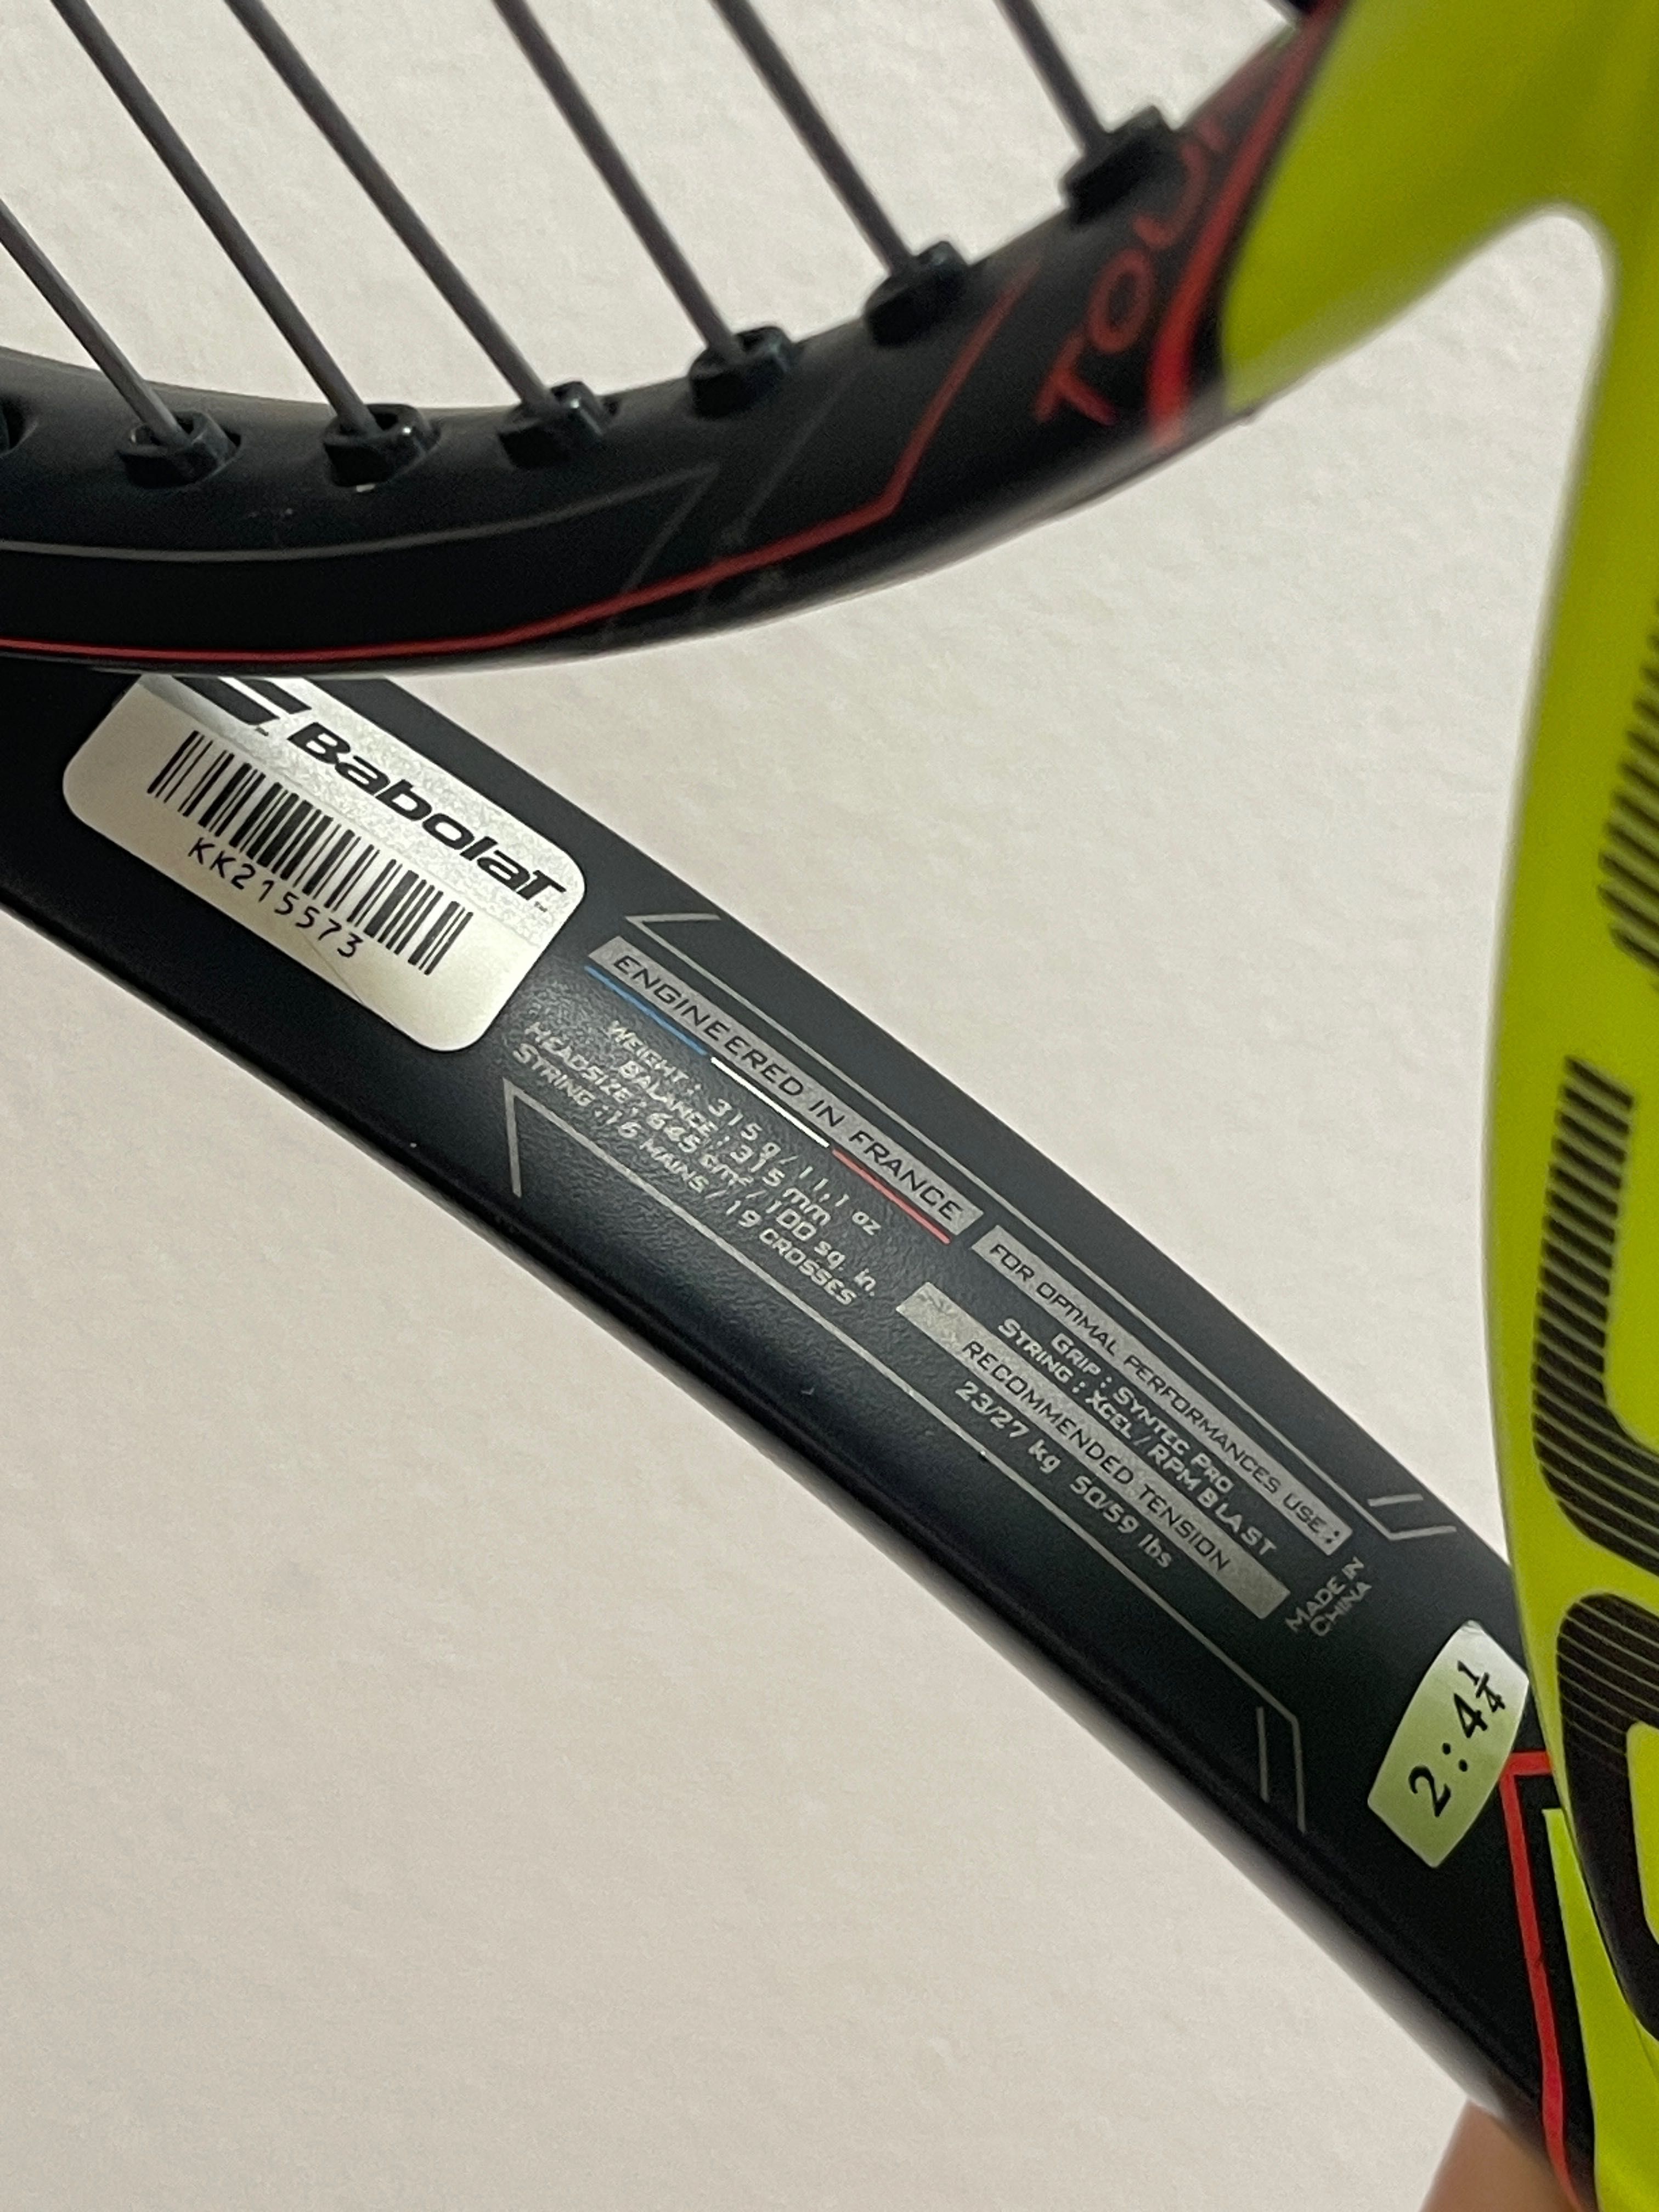 TOUR
Babolat
KK215573
ENGINEERED IN FRANCE
WEIGHT : 315 g / 11,1 oz
BALANCE : 315 mm
HEADSIZE : 645 cm² / 100 sq. in.
STRING : 16 MAINS / 19 CROSSES
FOR OPTIMAL PERFORMANCES USE :
GRIP : SYNTEC PRO
STRING : XCEL / RPM BLAST
RECOMMENDED TENSION
23/27 kg 50/59 lbs
MADE IN
CHINA
2 : 4 1/4